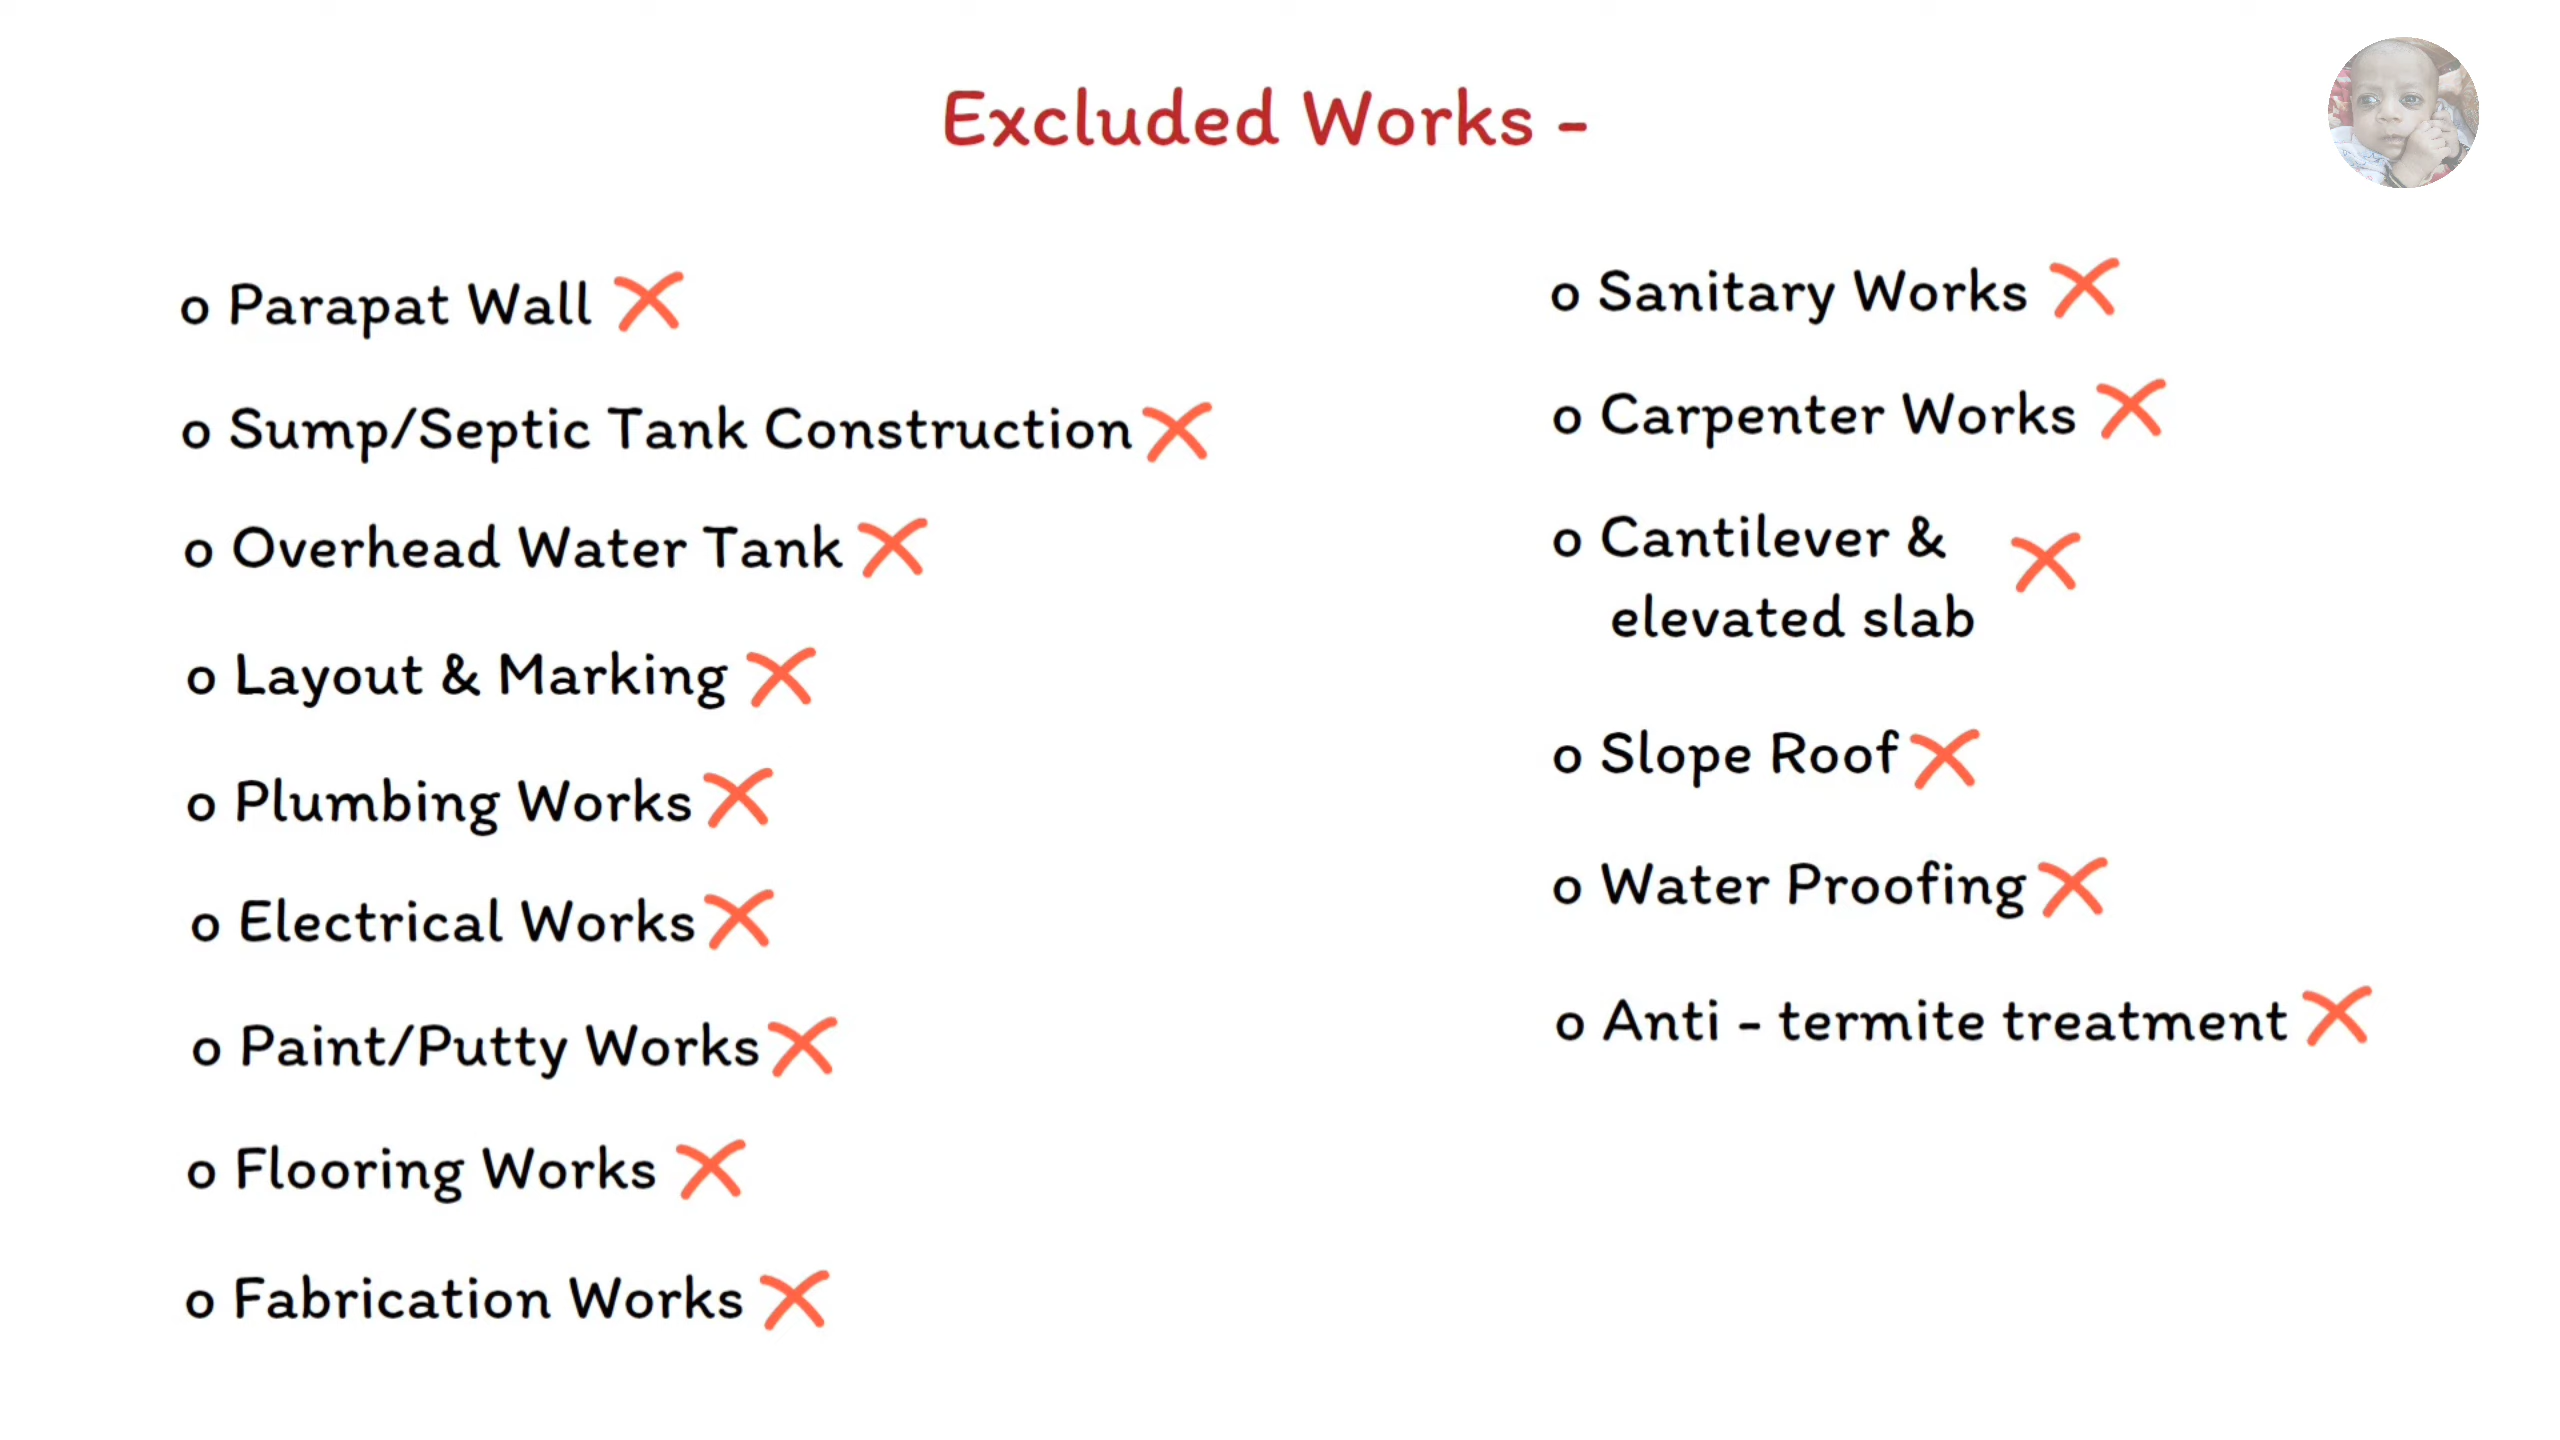 Excluded Works -
o Parapat Wall
o Sump/Septic Tank Construction
o Overhead Water Tank
o Layout & Marking
o Plumbing Works
o Electrical Works
o Paint/Putty Works
o Flooring Works
o Fabrication Works
o Sanitary Works
o Carpenter Works
o Cantilever &
elevated slab
o Slope Roof
o Water Proofing
o Anti - termite treatment